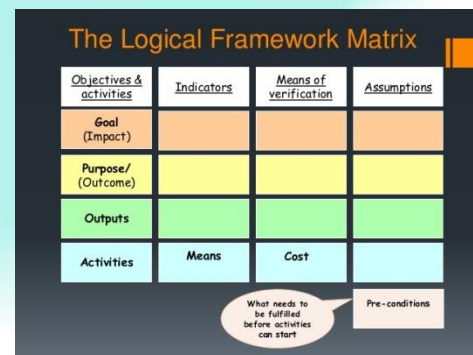 The Logical Framework Matrix
Objectives &
activities
Indicators
Means of
verification
Assumptions
Goal
(Impact)
Purpose/
(Outcome)
Outputs
Activities
Means
Cost
What needs to
be fulfilled
before activities
can start
Pre-conditions